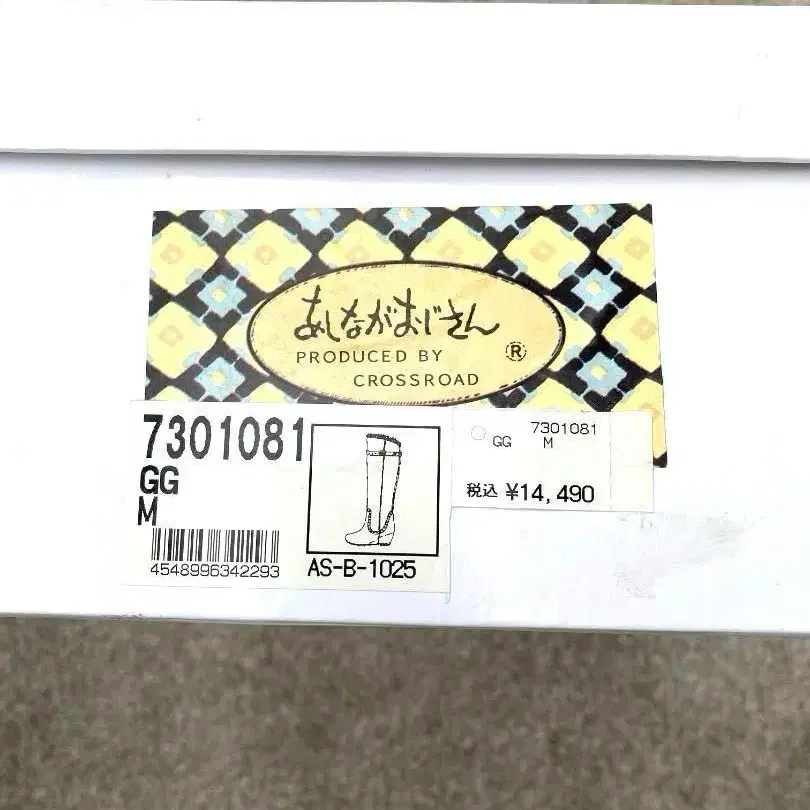 あしながおじさん
PRODUCED BY
CROSSROAD
®
7301081
GG
M
4548996342293
AS-B-1025
7301081
GG M
税込 ¥14,490